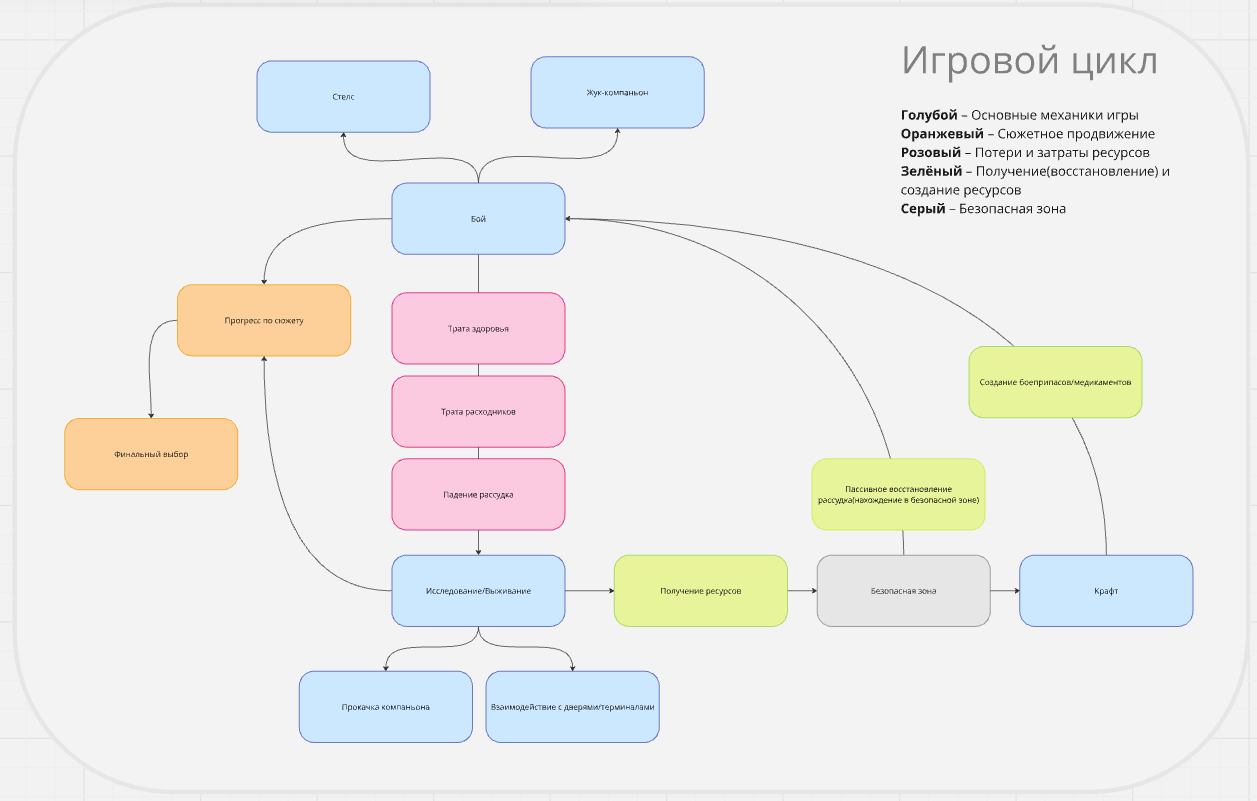 Игровой цикл
Голубой – Основные механики игры
Оранжевый – Сюжетное продвижение
Розовый – Потери и затраты ресурсов
Зелёный – Получение(восстановление) и
создание ресурсов
Серый – Безопасная зона
Стелс
Жук-компаньон
Бой
Прогресс по сюжету
Трата здоровья
Создание боеприпасов/медикаментов
Трата расходников
Финальный выбор
Падение рассудка
Пассивное восстановление
рассудка(нахождение в безопасной зоне)
Исследование/Выживание
Получение ресурсов
Безопасная зона
Крафт
Прокачка компаньона
Взаимодействие с дверями/терминалами